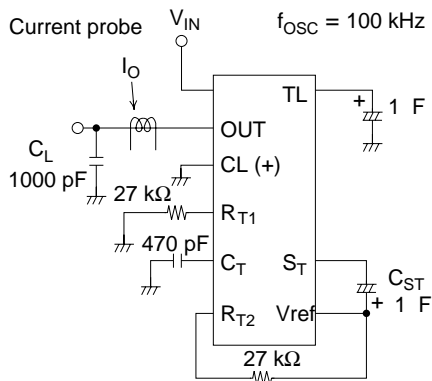 Current probe
V_IN
f_OSC = 100 kHz
I_O
TL
+
1 F
OUT
C_L
1000 pF
CL (+)
27 kΩ
R_T1
470 pF
C_T
S_T
C_ST
+ 1 F
R_T2
Vref
27 kΩ